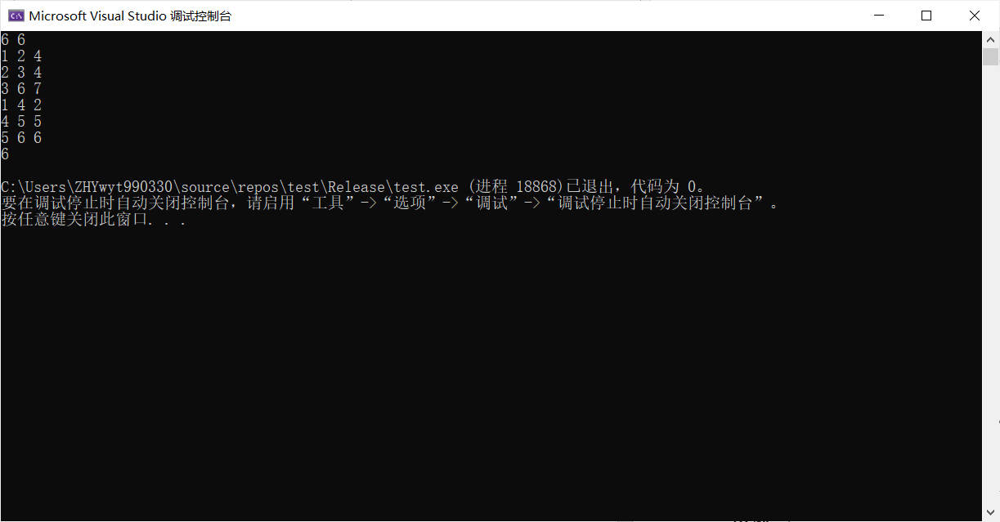 Microsoft Visual Studio 调试控制台
6 6
1 2 4
2 3 4
3 6 7
1 4 2
4 5 5
5 6 6
6
C:\Users\ZHYwyt990330\source\repos\test\Release\test.exe (进程 18868)已退出，代码为 0。
要在调试停止时自动关闭控制台，请启用“工具”->“选项”->“调试”->“调试停止时自动关闭控制台”。
按任意键关闭此窗口. . .